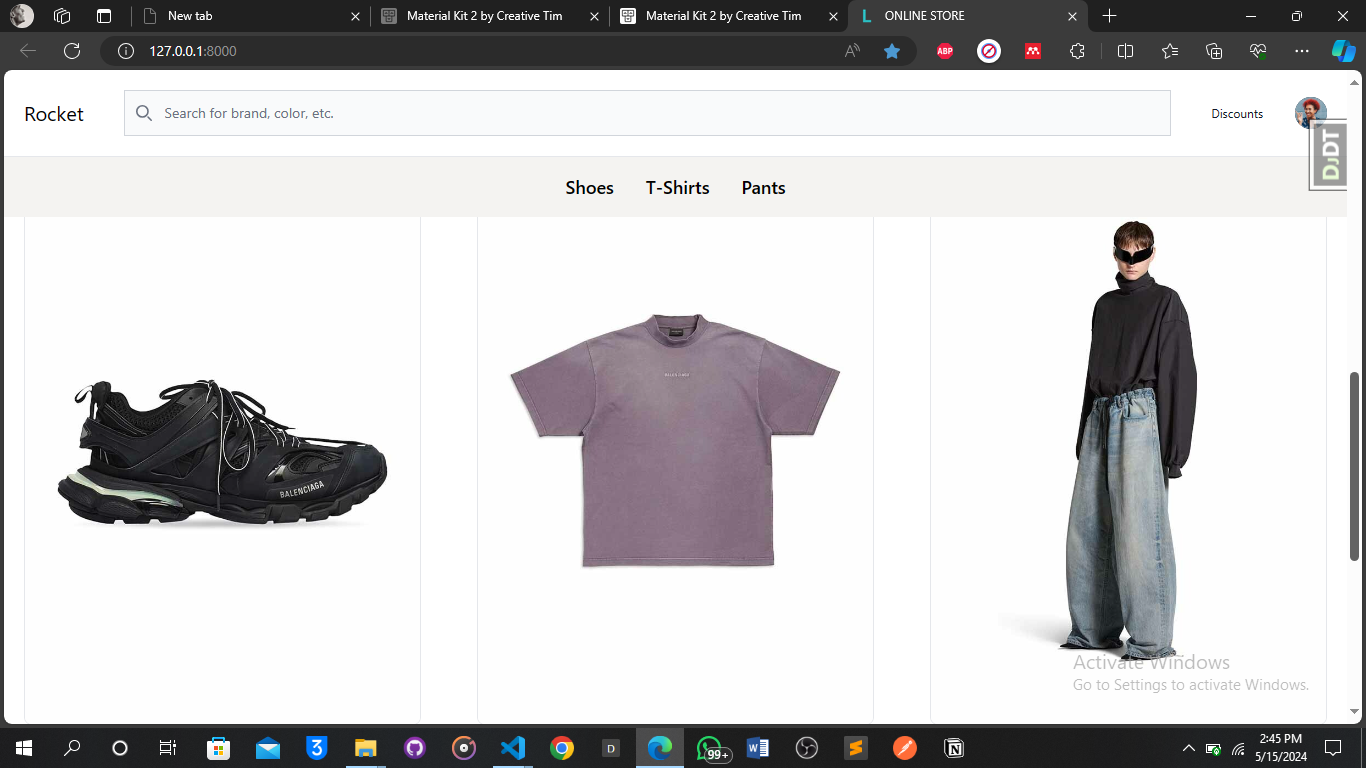 New tab
Material Kit 2 by Creative Tim
Material Kit 2 by Creative Tim
L ONLINE STORE
127.0.0.1:8000
ABP
Rocket
Search for brand, color, etc.
Discounts
DJDT
Shoes
T-Shirts
Pants
BALENCIAGA
BALENCIAGA
Activate Windows
Go to Settings to activate Windows.
3
D
99+
W
S
N
2:45 PM
5/15/2024